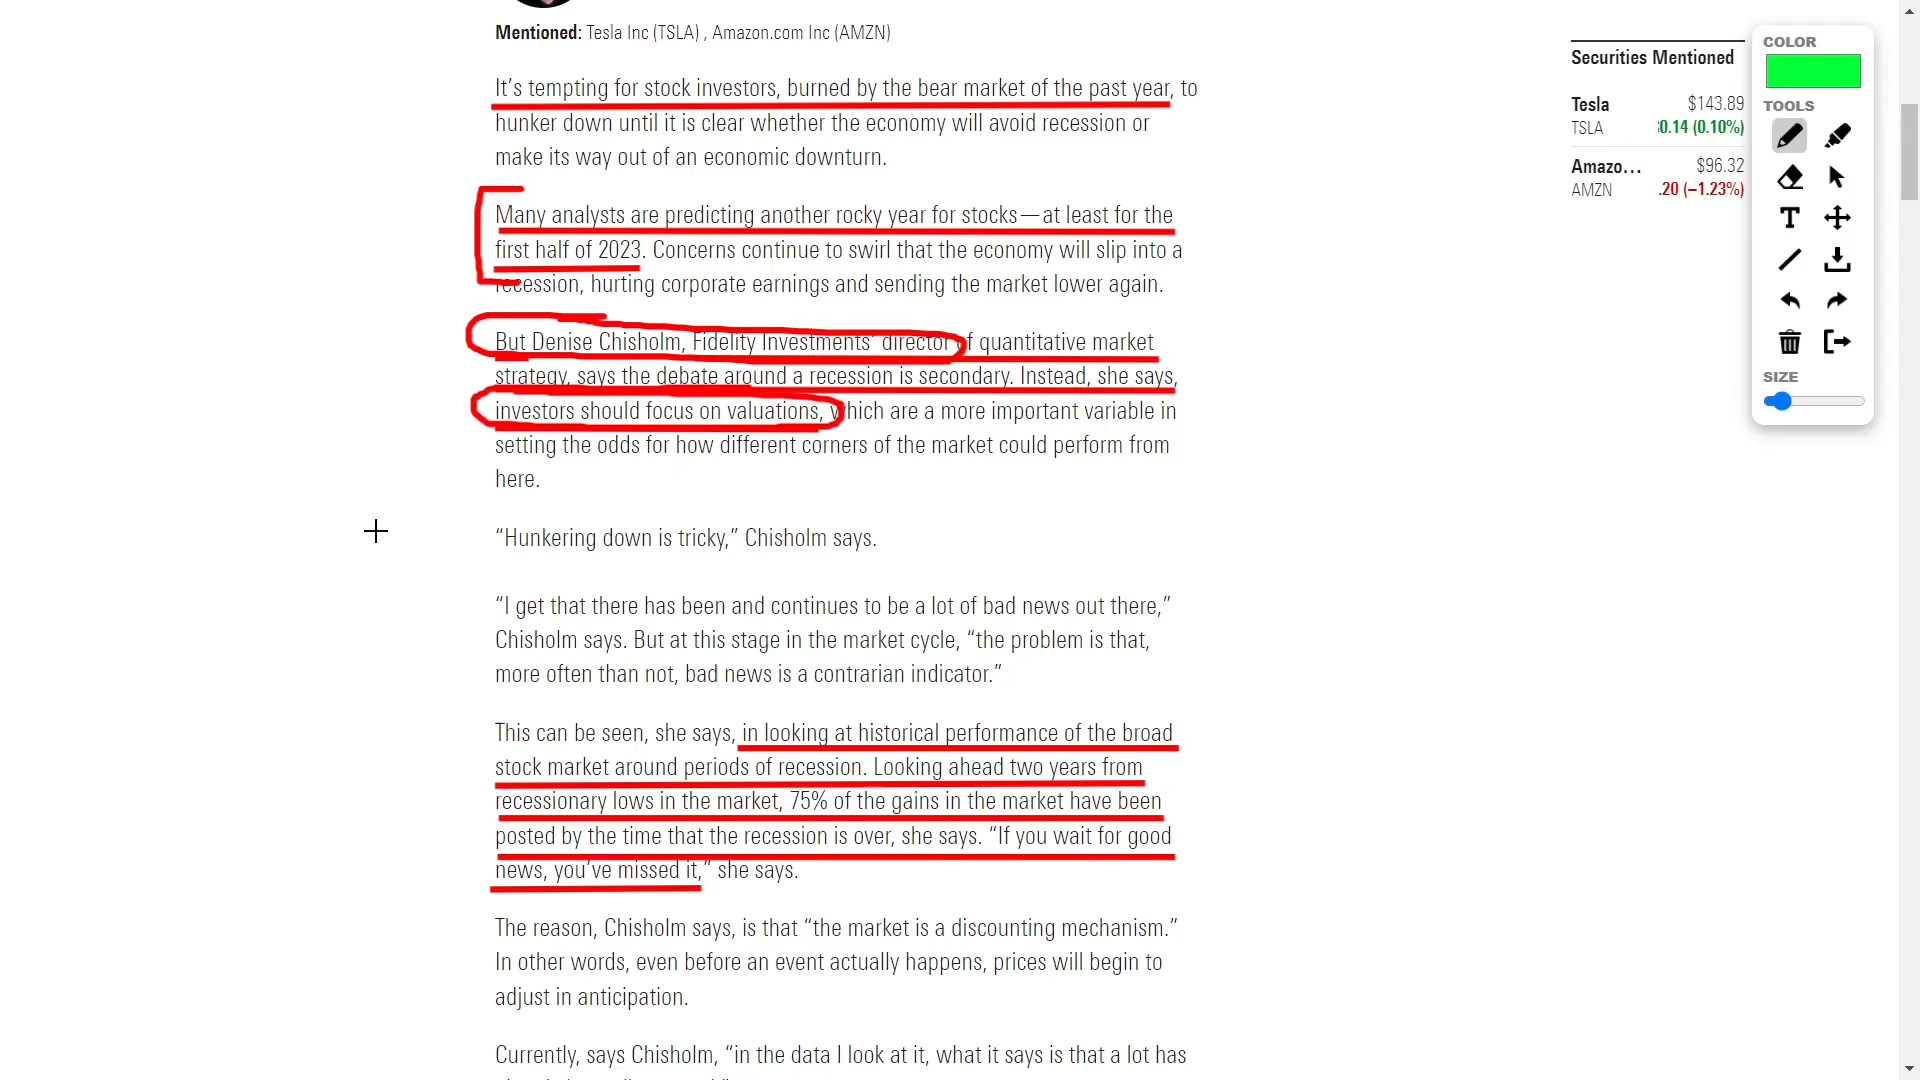 Mentioned: Tesla Inc (TSLA) , Amazon.com Inc (AMZN)
It’s tempting for stock investors, burned by the bear market of the past year, to
hunker down until it is clear whether the economy will avoid recession or
make its way out of an economic downturn.
Many analysts are predicting another rocky year for stocks—at least for the
first half of 2023. Concerns continue to swirl that the economy will slip into a
recession, hurting corporate earnings and sending the market lower again.
But Denise Chisholm, Fidelity Investments’ director of quantitative market
strategy, says the debate around a recession is secondary. Instead, she says,
investors should focus on valuations, which are a more important variable in
setting the odds for how different corners of the market could perform from
here.
“Hunkering down is tricky,” Chisholm says.
“I get that there has been and continues to be a lot of bad news out there,”
Chisholm says. But at this stage in the market cycle, “the problem is that,
more often than not, bad news is a contrarian indicator.”
This can be seen, she says, in looking at historical performance of the broad
stock market around periods of recession. Looking ahead two years from
recessionary lows in the market, 75% of the gains in the market have been
posted by the time that the recession is over, she says. “If you wait for good
news, you’ve missed it,” she says.
The reason, Chisholm says, is that “the market is a discounting mechanism.”
In other words, even before an event actually happens, prices will begin to
adjust in anticipation.
Currently, says Chisholm, “in the data I look at it, what it says is that a lot has
Securities Mentioned
Tesla $143.89
TSLA 0.14 (0.10%)
Amazo… $96.32
AMZN .20 (−1.23%)
COLOR
TOOLS
T
SIZE